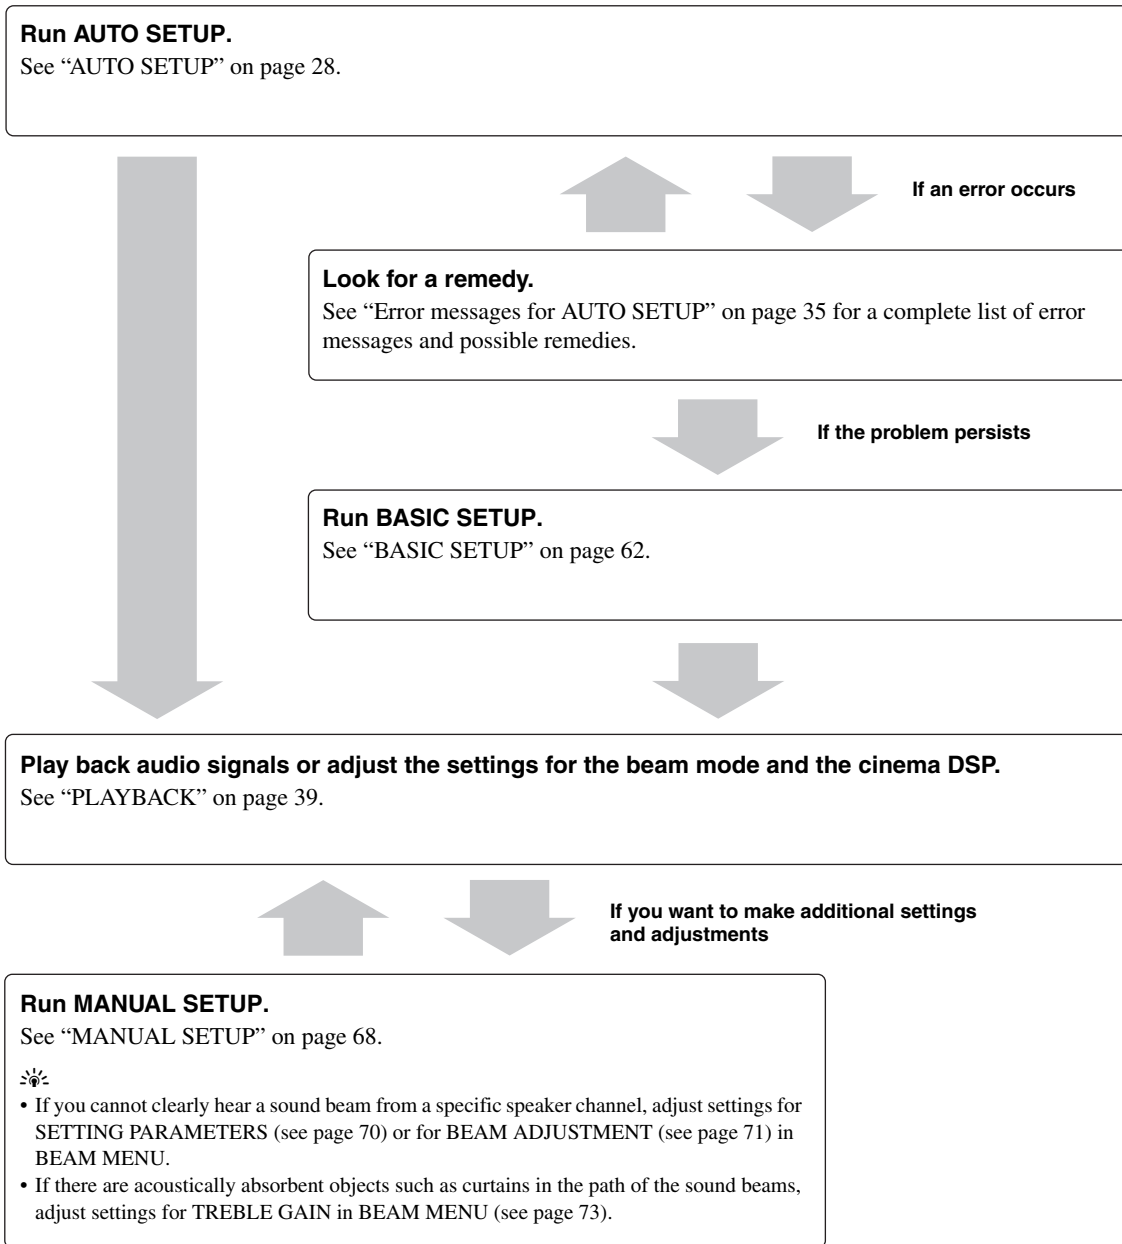 Run AUTO SETUP.
See “AUTO SETUP” on page 28.
If an error occurs
Look for a remedy.
See “Error messages for AUTO SETUP” on page 35 for a complete list of error
messages and possible remedies.
If the problem persists
Run BASIC SETUP.
See “BASIC SETUP” on page 62.
Play back audio signals or adjust the settings for the beam mode and the cinema DSP.
See “PLAYBACK” on page 39.
If you want to make additional settings
and adjustments
Run MANUAL SETUP.
See “MANUAL SETUP” on page 68.
• If you cannot clearly hear a sound beam from a specific speaker channel, adjust settings for
SETTING PARAMETERS (see page 70) or for BEAM ADJUSTMENT (see page 71) in
BEAM MENU.
• If there are acoustically absorbent objects such as curtains in the path of the sound beams,
adjust settings for TREBLE GAIN in BEAM MENU (see page 73).